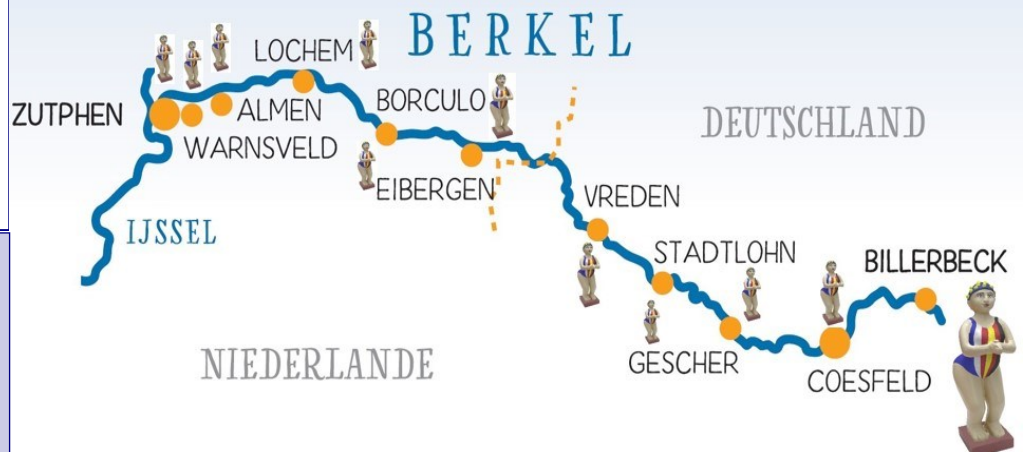 BERKEL
LOCHEM
ZUTPHEN
ALMEN
BORCULO
DEUTSCHLAND
WARNSVELD
EIBERGEN
VREDEN
IJSSEL
STADTLOHN
BILLERBECK
NIEDERLANDE
GESCHER
COESFELD